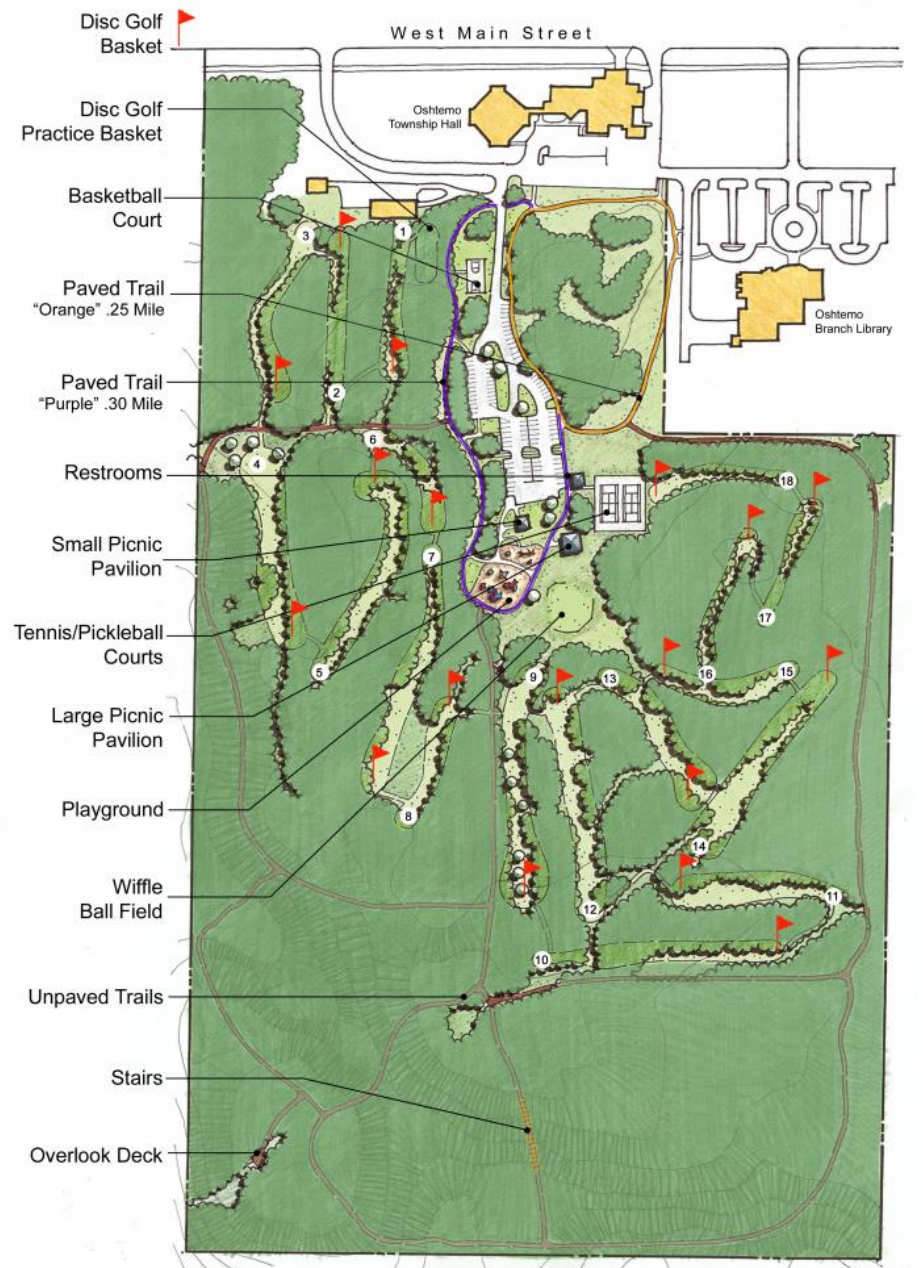 Disc Golf
Basket
West Main Street
Disc Golf
Practice Basket
Oshtemo
Township Hall
Basketball
Court
Paved Trail
“Orange” .25 Mile
Oshtemo
Branch Library
Paved Trail
“Purple” .30 Mile
Restrooms
Small Picnic
Pavilion
Tennis/Pickleball
Courts
Large Picnic
Pavilion
Playground
Wiffle
Ball Field
Unpaved Trails
Stairs
Overlook Deck
3
1
2
6
4
18
7
17
5
9
13
16
15
8
14
12
11
10